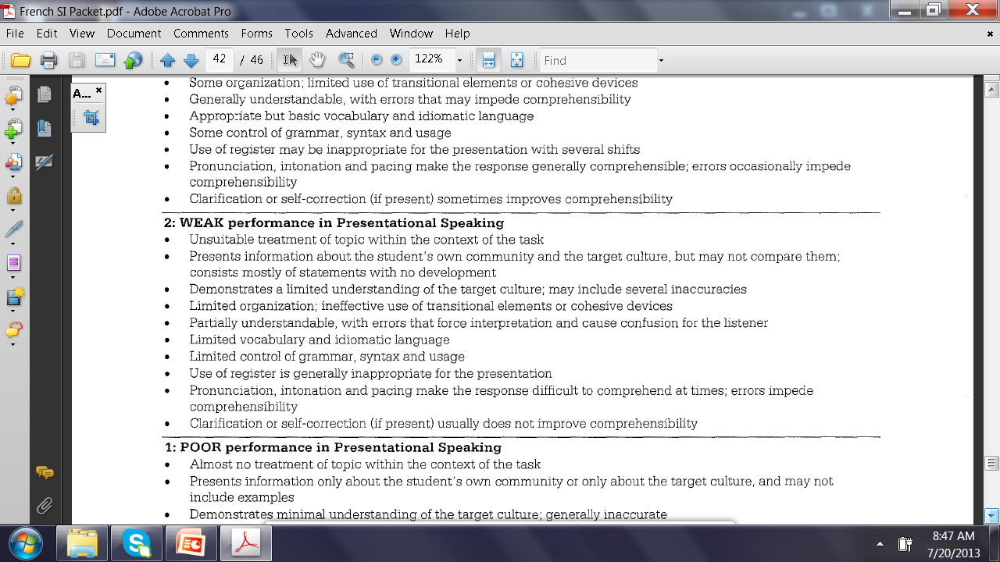 French SI Packet.pdf - Adobe Acrobat Pro
File Edit View Document Comments Forms Tools Advanced Window Help
42 / 46 122% Find
A...
• Some organization; limited use of transitional elements or cohesive devices
• Generally understandable, with errors that may impede comprehensibility
• Appropriate but basic vocabulary and idiomatic language
• Some control of grammar, syntax and usage
• Use of register may be inappropriate for the presentation with several shifts
• Pronunciation, intonation and pacing make the response generally comprehensible; errors occasionally impede
comprehensibility
• Clarification or self-correction (if present) sometimes improves comprehensibility
2: WEAK performance in Presentational Speaking
• Unsuitable treatment of topic within the context of the task
• Presents information about the student's own community and the target culture, but may not compare them;
consists mostly of statements with no development
• Demonstrates a limited understanding of the target culture; may include several inaccuracies
• Limited organization; ineffective use of transitional elements or cohesive devices
• Partially understandable, with errors that force interpretation and cause confusion for the listener
• Limited vocabulary and idiomatic language
• Limited control of grammar, syntax and usage
• Use of register is generally inappropriate for the presentation
• Pronunciation, intonation and pacing make the response difficult to comprehend at times; errors impede
comprehensibility
• Clarification or self-correction (if present) usually does not improve comprehensibility
1: POOR performance in Presentational Speaking
• Almost no treatment of topic within the context of the task
• Presents information only about the student's own community or only about the target culture, and may not
include examples
• Demonstrates minimal understanding of the target culture; generally inaccurate
8:47 AM
7/20/2013